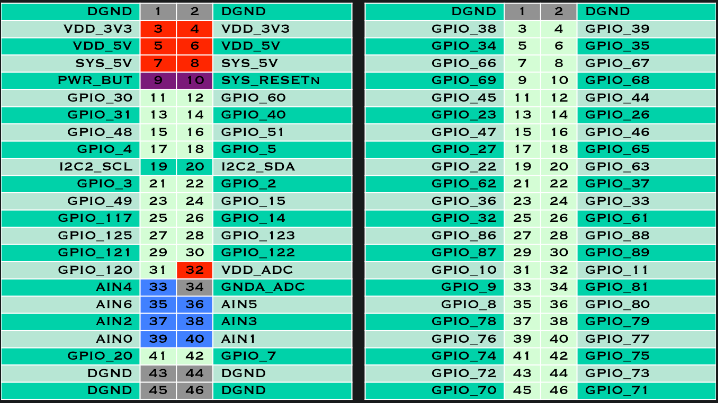 DGND 1 2 DGND
VDD_3V3 3 4 VDD_3V3
VDD_5V 5 6 VDD_5V
SYS_5V 7 8 SYS_5V
PWR_BUT 9 10 SYS_RESETN
GPIO_30 11 12 GPIO_60
GPIO_31 13 14 GPIO_40
GPIO_48 15 16 GPIO_51
GPIO_4 17 18 GPIO_5
I2C2_SCL 19 20 I2C2_SDA
GPIO_3 21 22 GPIO_2
GPIO_49 23 24 GPIO_15
GPIO_117 25 26 GPIO_14
GPIO_125 27 28 GPIO_123
GPIO_121 29 30 GPIO_122
GPIO_120 31 32 VDD_ADC
AIN4 33 34 GNDA_ADC
AIN6 35 36 AIN5
AIN2 37 38 AIN3
AIN0 39 40 AIN1
GPIO_20 41 42 GPIO_7
DGND 43 44 DGND
DGND 45 46 DGND
DGND 1 2 DGND
GPIO_38 3 4 GPIO_39
GPIO_34 5 6 GPIO_35
GPIO_66 7 8 GPIO_67
GPIO_69 9 10 GPIO_68
GPIO_45 11 12 GPIO_44
GPIO_23 13 14 GPIO_26
GPIO_47 15 16 GPIO_46
GPIO_27 17 18 GPIO_65
GPIO_22 19 20 GPIO_63
GPIO_62 21 22 GPIO_37
GPIO_36 23 24 GPIO_33
GPIO_32 25 26 GPIO_61
GPIO_86 27 28 GPIO_88
GPIO_87 29 30 GPIO_89
GPIO_10 31 32 GPIO_11
GPIO_9 33 34 GPIO_81
GPIO_8 35 36 GPIO_80
GPIO_78 37 38 GPIO_79
GPIO_76 39 40 GPIO_77
GPIO_74 41 42 GPIO_75
GPIO_72 43 44 GPIO_73
GPIO_70 45 46 GPIO_71